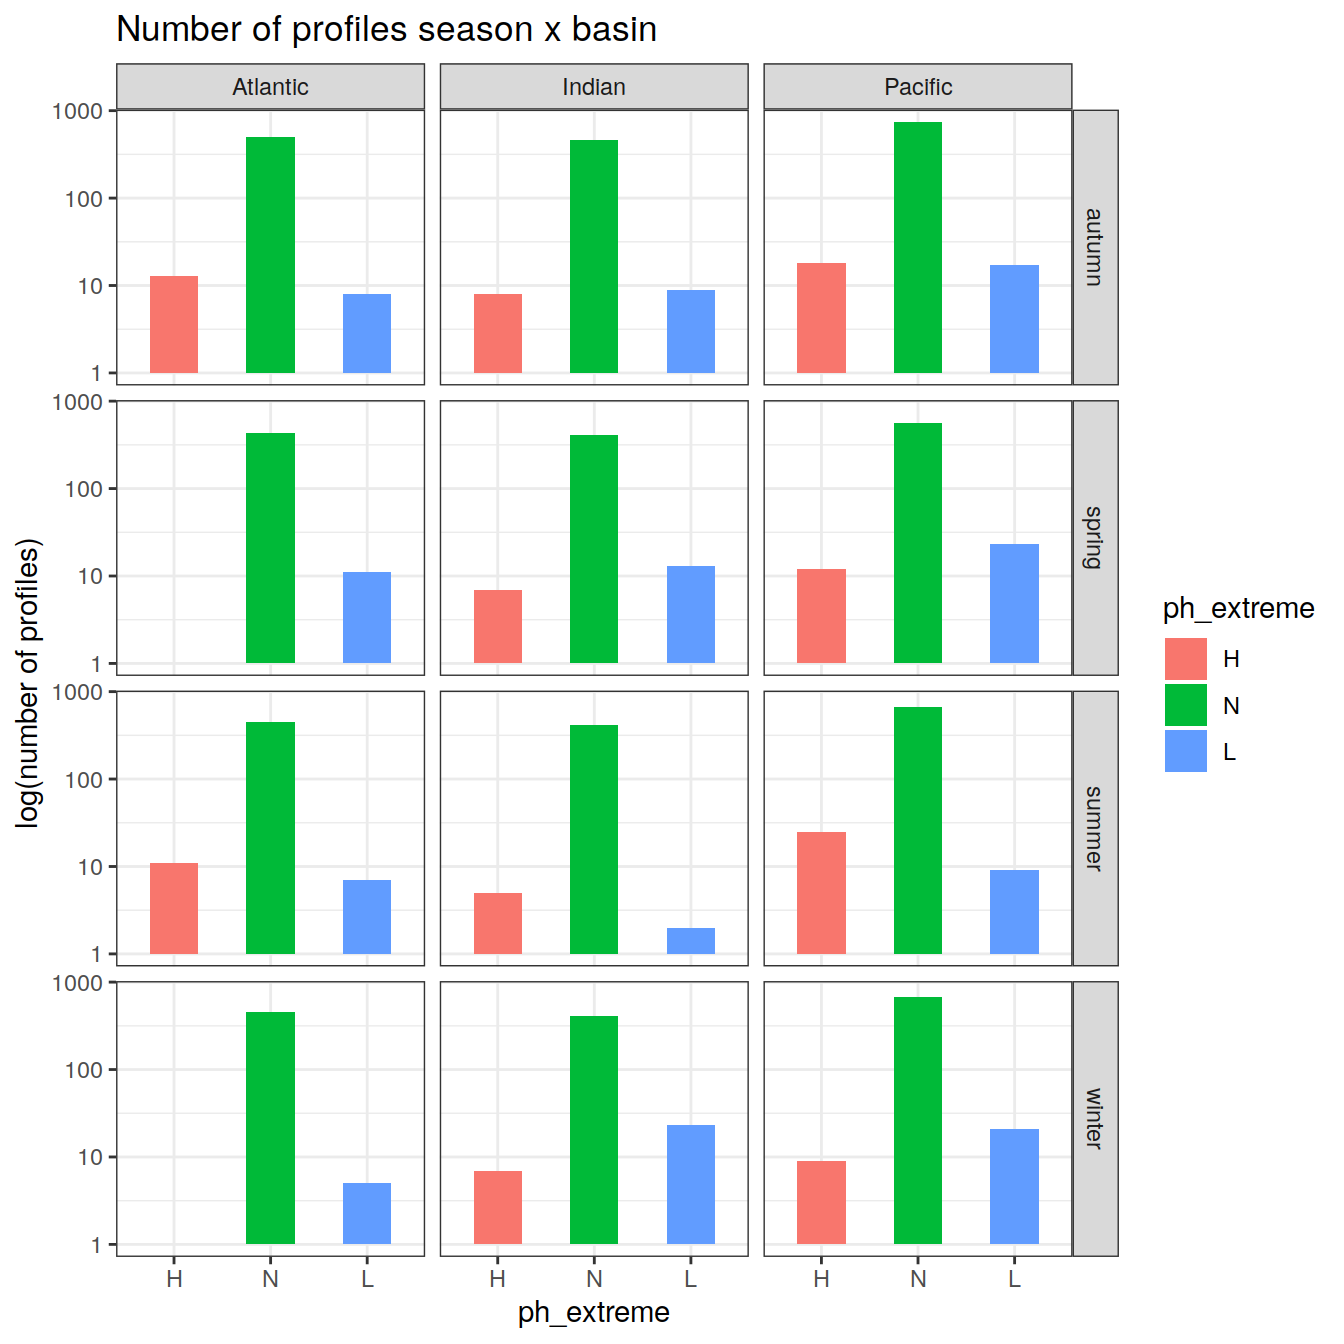 Number of profiles season x basin
Atlantic
Indian
Pacific
1000
100
10
1
autumn
1000
100
10
1
spring
1000
100
10
1
summer
1000
100
10
1
winter
log(number of profiles)
H N L
H N L
H N L
ph_extreme
ph_extreme
H
N
L